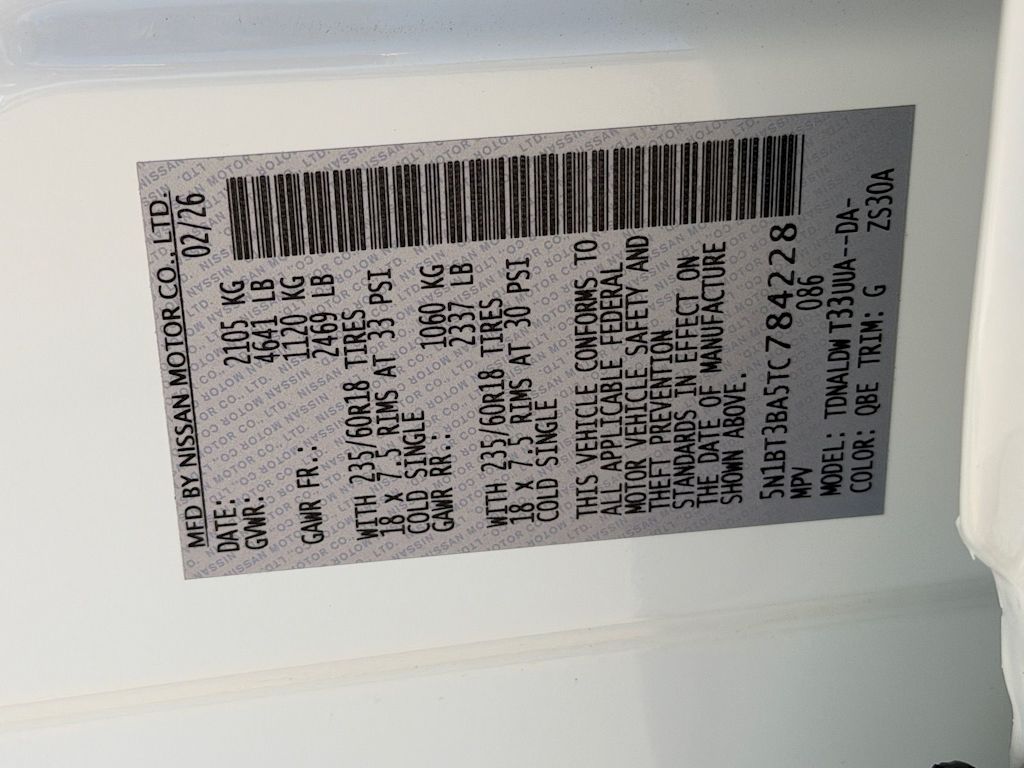 MFD BY NISSAN MOTOR CO., LTD.
DATE: 02/26
GVWR: 2105 KG
4641 LB
GAWR FR.: 1120 KG
2469 LB
WITH 235/60R18 TIRES
18 X 7.5 RIMS AT 33 PSI
COLD SINGLE
GAWR RR.: 1060 KG
2337 LB
WITH 235/60R18 TIRES
18 X 7.5 RIMS AT 30 PSI
COLD SINGLE
THIS VEHICLE CONFORMS TO
ALL APPLICABLE FEDERAL
MOTOR VEHICLE SAFETY AND
THEFT PREVENTION
STANDARDS IN EFFECT ON
THE DATE OF MANUFACTURE
SHOWN ABOVE.
5N1BT3BA5TC784228
MPV 086
MODEL: TDNALDWT33UUA--DA-
COLOR: QBE TRIM: G ZS30A